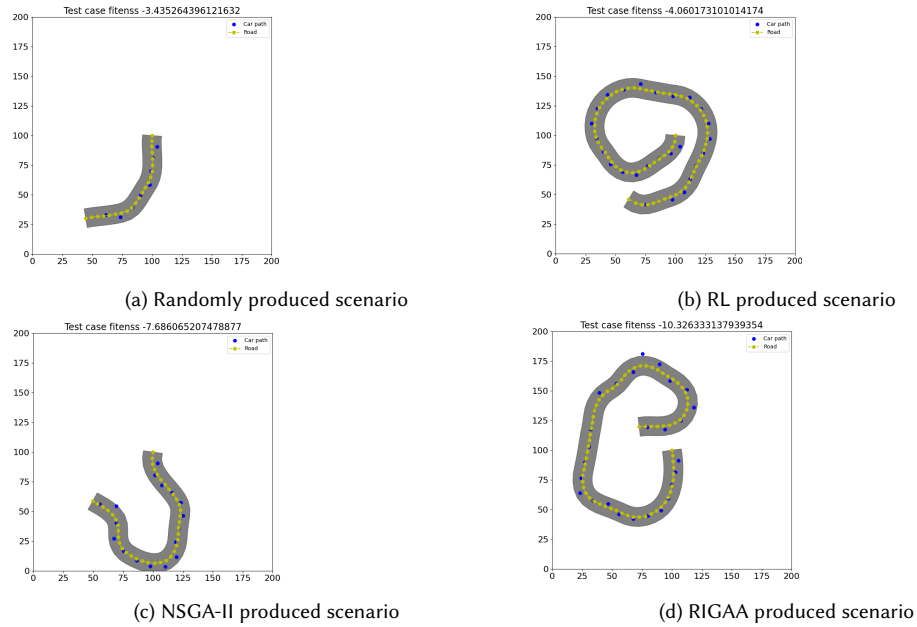 Test case fitenss -3.435264396121632
200
175
150
125
100
75
50
25
0
0 25 50 75 100 125 150 175 200
Car path
Road
(a) Randomly produced scenario
Test case fitenss -4.060173101014174
200
175
150
125
100
75
50
25
0
0 25 50 75 100 125 150 175 200
Car path
Road
(b) RL produced scenario
Test case fitenss -7.686065207478877
200
175
150
125
100
75
50
25
0
0 25 50 75 100 125 150 175 200
Car path
Road
(c) NSGA-II produced scenario
Test case fitenss -10.326333137939354
200
175
150
125
100
75
50
25
0
0 25 50 75 100 125 150 175 200
Car path
Road
(d) RIGAA produced scenario